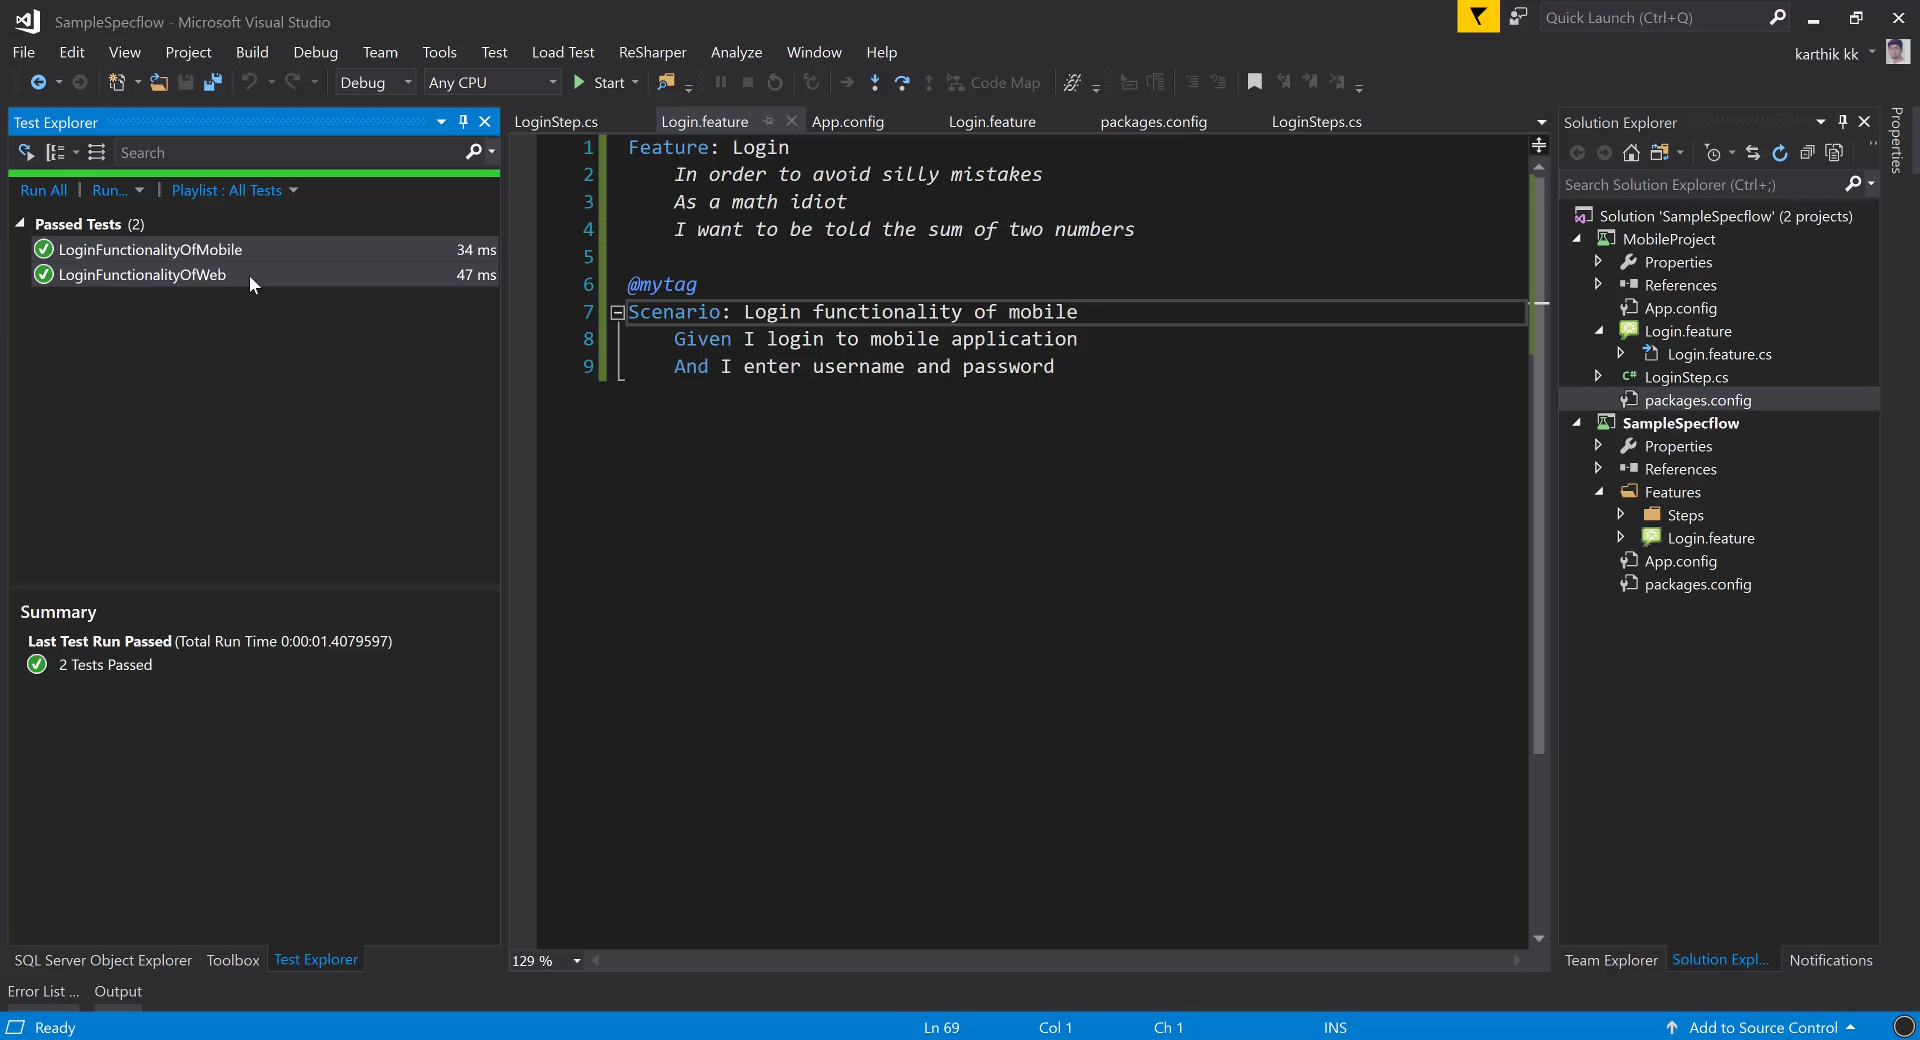 SampleSpecflow - Microsoft Visual Studio
Quick Launch (Ctrl+Q)
File Edit View Project Build Debug Team Tools Test Load Test ReSharper Analyze Window Help
karthik kk
Debug Any CPU Start Code Map
Test Explorer
Search
Run All | Run... | Playlist : All Tests
Passed Tests (2)
LoginFunctionalityOfMobile 34 ms
LoginFunctionalityOfWeb 47 ms
Summary
Last Test Run Passed (Total Run Time 0:00:01.4079597)
2 Tests Passed
SQL Server Object Explorer Toolbox Test Explorer
LoginStep.cs Login.feature App.config Login.feature packages.config LoginSteps.cs
1 Feature: Login
2 In order to avoid silly mistakes
3 As a math idiot
4 I want to be told the sum of two numbers
5
6 @mytag
7 Scenario: Login functionality of mobile
8 Given I login to mobile application
9 And I enter username and password
129 %
Solution Explorer
Search Solution Explorer (Ctrl+;)
Solution 'SampleSpecflow' (2 projects)
MobileProject
Properties
References
App.config
Login.feature
Login.feature.cs
C# LoginStep.cs
packages.config
SampleSpecflow
Properties
References
Features
Steps
Login.feature
App.config
packages.config
Team Explorer Solution Expl... Notifications
Properties
Error List ... Output
Ready Ln 69 Col 1 Ch 1 INS Add to Source Control